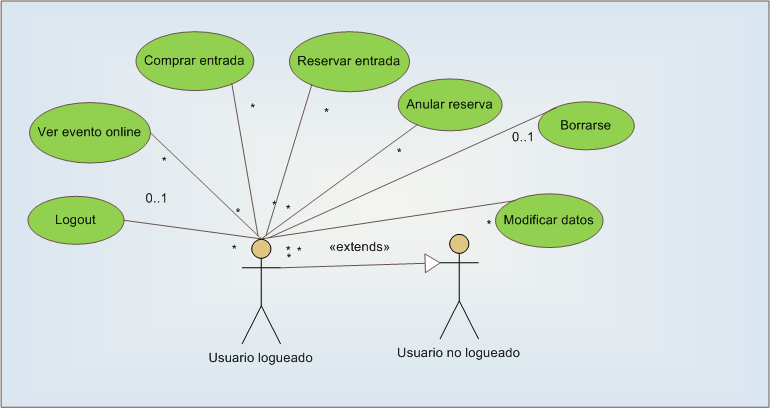 Comprar entrada
Reservar entrada
*
*
Anular reserva
Ver evento online
Borrarse
0..1
*
*
0..1
*
*
*
Logout
Modificar datos
*
*
*
*
*
*
«extends»
Usuario logueado
Usuario no logueado